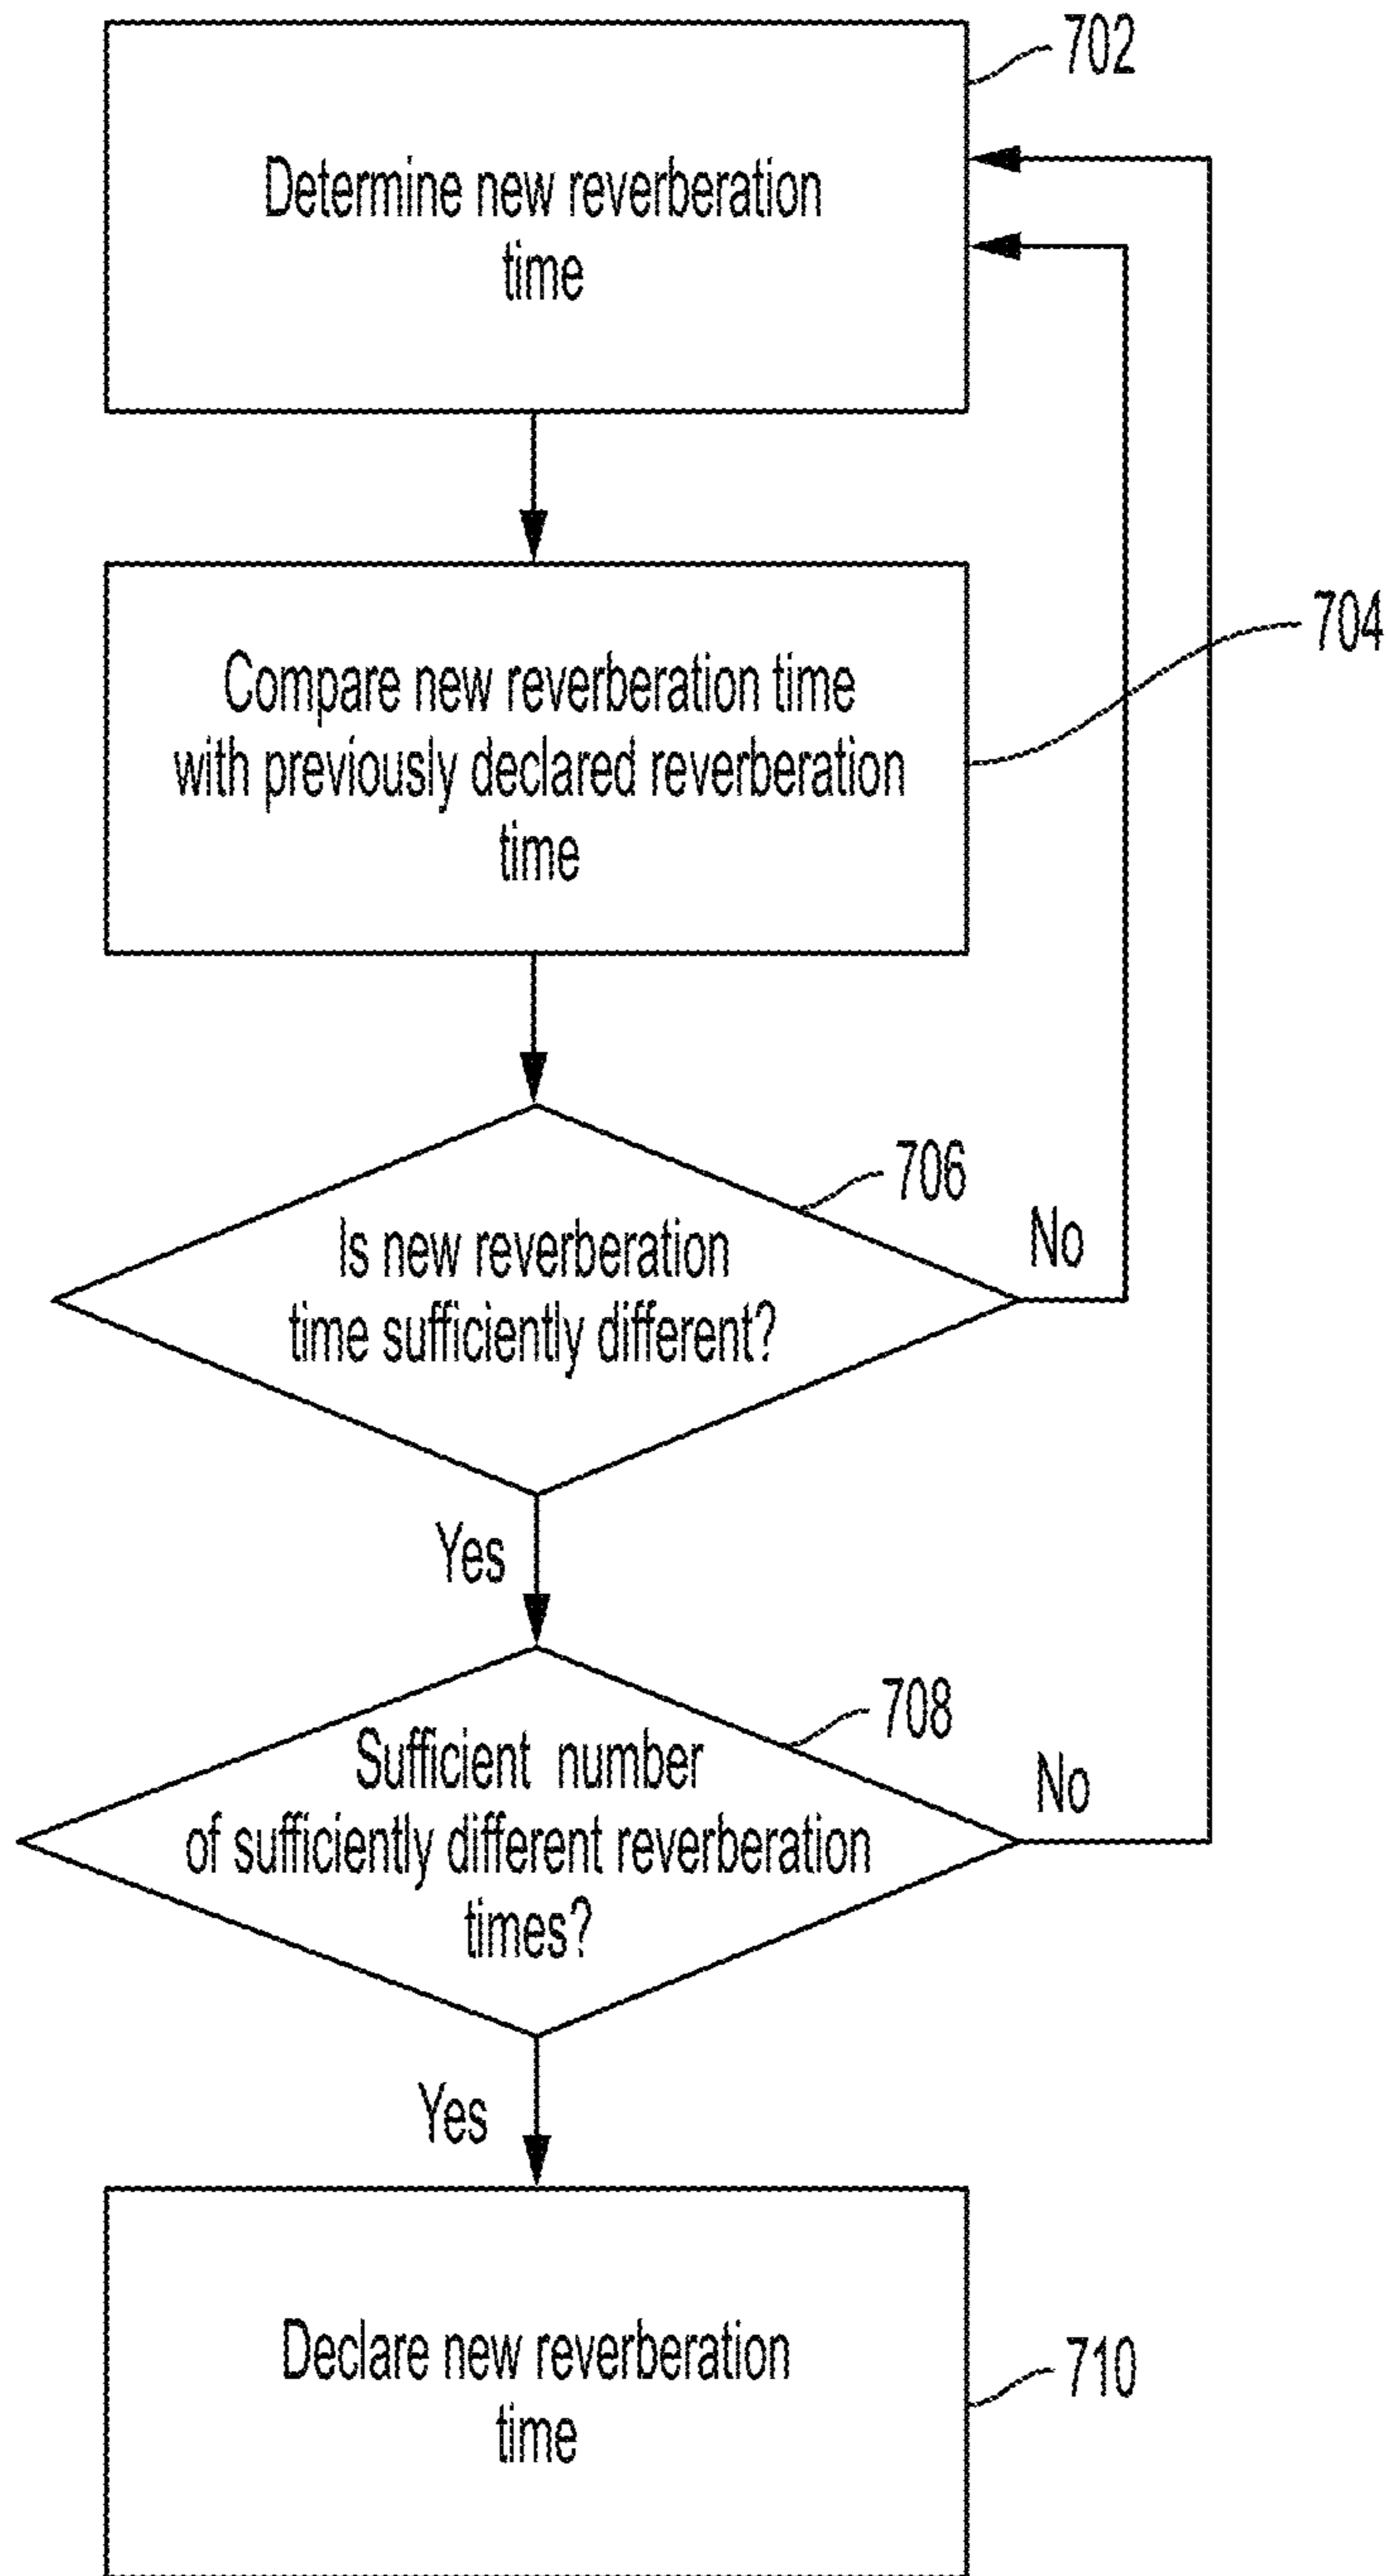 702
Determine new reverberation
time
704
Compare new reverberation time
with previously declared reverberation
time
706
Is new reverberation
time sufficiently different?
No
Yes
708
Sufficient number
of sufficiently different reverberation
times?
No
Yes
Declare new reverberation
time
710